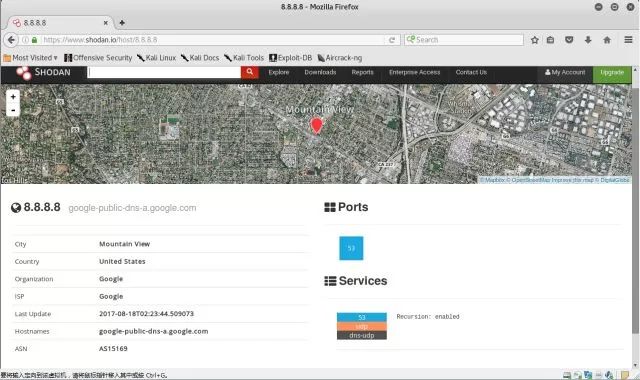 8.8.8.8 - Mozilla Firefox
8.8.8.8
https://www.shodan.io/host/8.8.8.8
Search
Most Visited
Offensive Security
Kali Linux
Kali Docs
Kali Tools
Exploit-DB
Aircrack-ng
SHODAN
Explore
Downloads
Reports
Enterprise Access
Contact Us
My Account
Upgrade
+
-
Mountain View
CA 237
tos Hills
© Mapbox © OpenStreetMap Improve this map © DigitalGlobe
8.8.8.8 google-public-dns-a.google.com
City Mountain View
Country United States
Organization Google
ISP Google
Last Update 2017-08-18T02:23:44.509073
Hostnames google-public-dns-a.google.com
ASN AS15169
Ports
53
Services
53
udp
dns-udp
Recursion: enabled
要将输入定向到该虚拟机，请将鼠标指针移入其中或按 Ctrl+G。